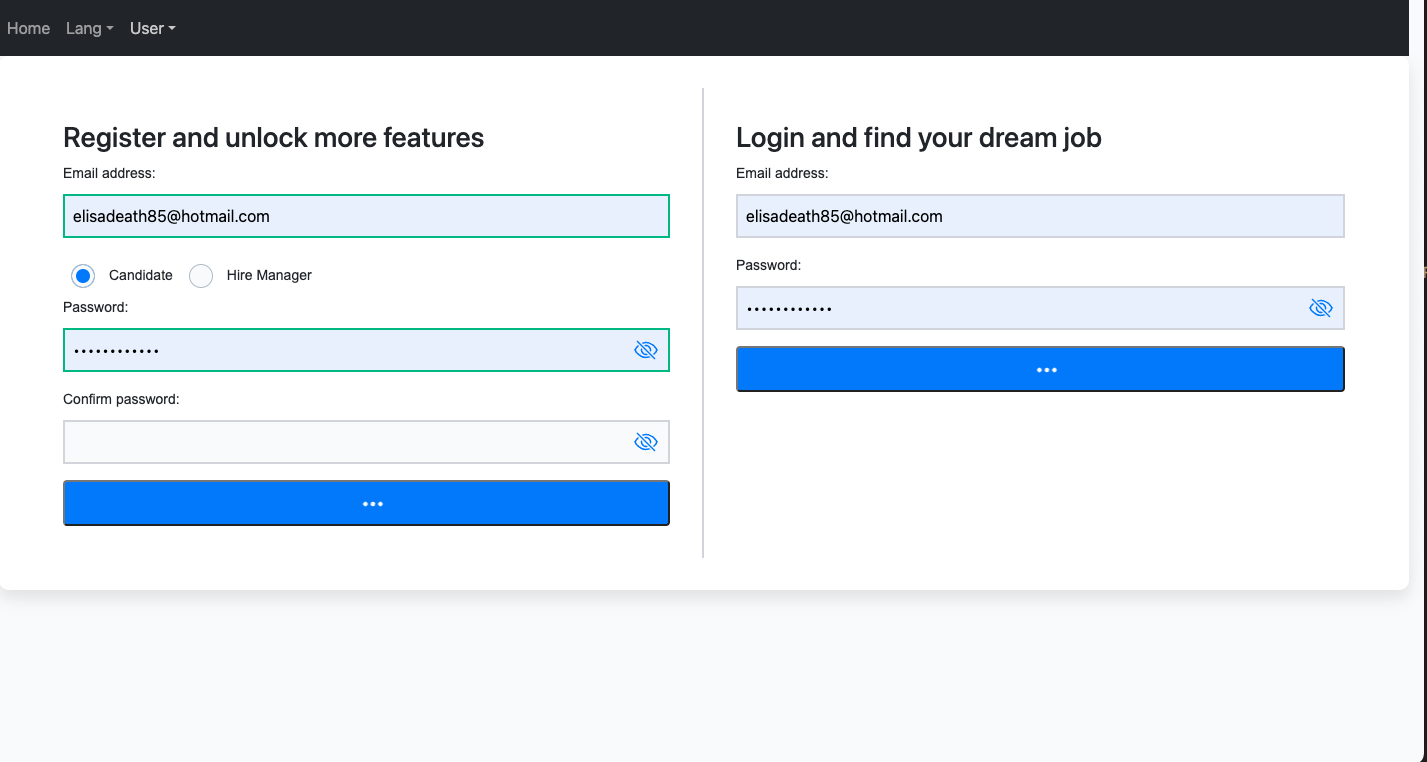 Home Lang User
Register and unlock more features
Email address:
elisadeath85@hotmail.com
Candidate Hire Manager
Password:
••••••••••••
Confirm password:
•••
Login and find your dream job
Email address:
elisadeath85@hotmail.com
Password:
••••••••••••
•••